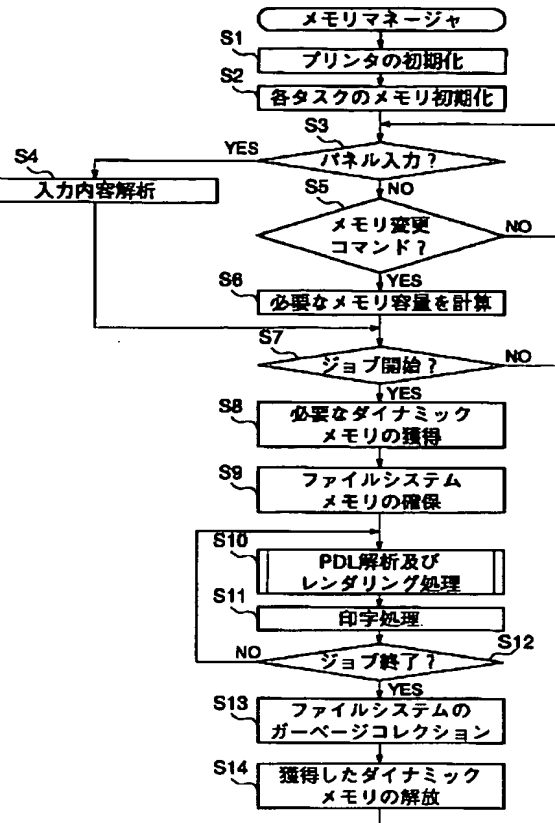 メモリマネージャ
S1
プリンタの初期化
S2
各タスクのメモリ初期化
S3
パネル入力?
YES
NO
S4
入力内容解析
S5
メモリ変更
コマンド?
NO
YES
S6
必要なメモリ容量を計算
S7
ジョブ開始?
NO
YES
S8
必要なダイナミック
メモリの獲得
S9
ファイルシステム
メモリの確保
S10
PDL解析及び
レンダリング処理
S11
印字処理
S12
ジョブ終了?
NO
YES
S13
ファイルシステムの
ガーベージコレクション
S14
獲得したダイナミック
メモリの解放